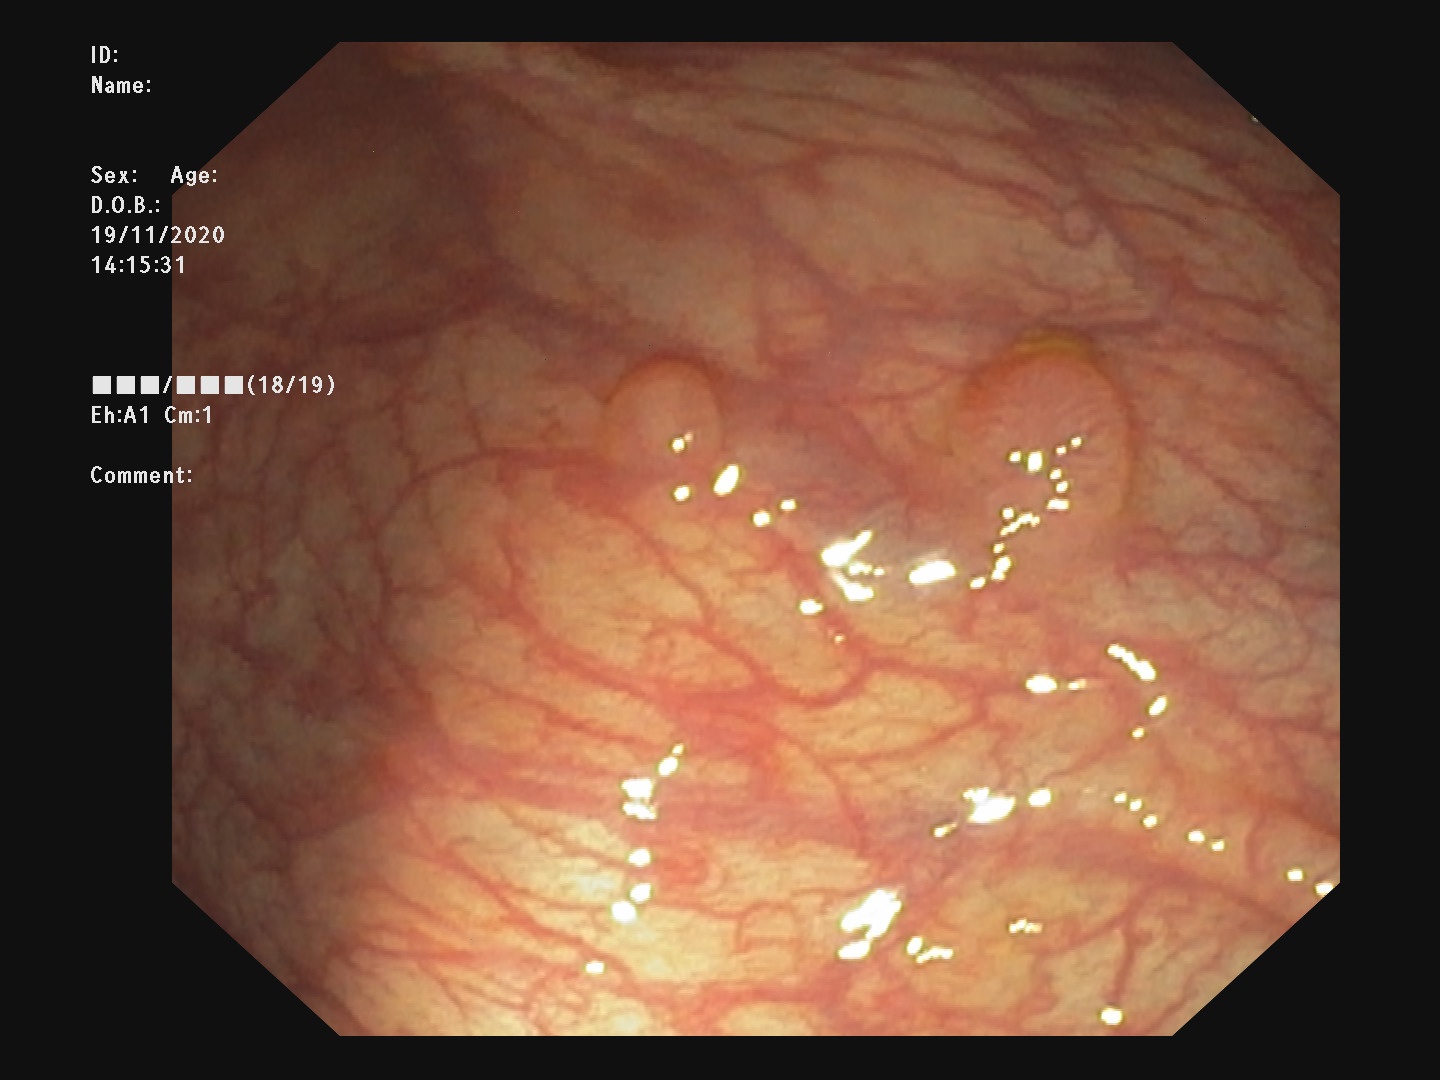 ID:
Name:
Sex: Age:
D.O.B.:
19/11/2020
14:15:31
■■■/■■■(18/19)
Eh:A1 Cm:1
Comment: